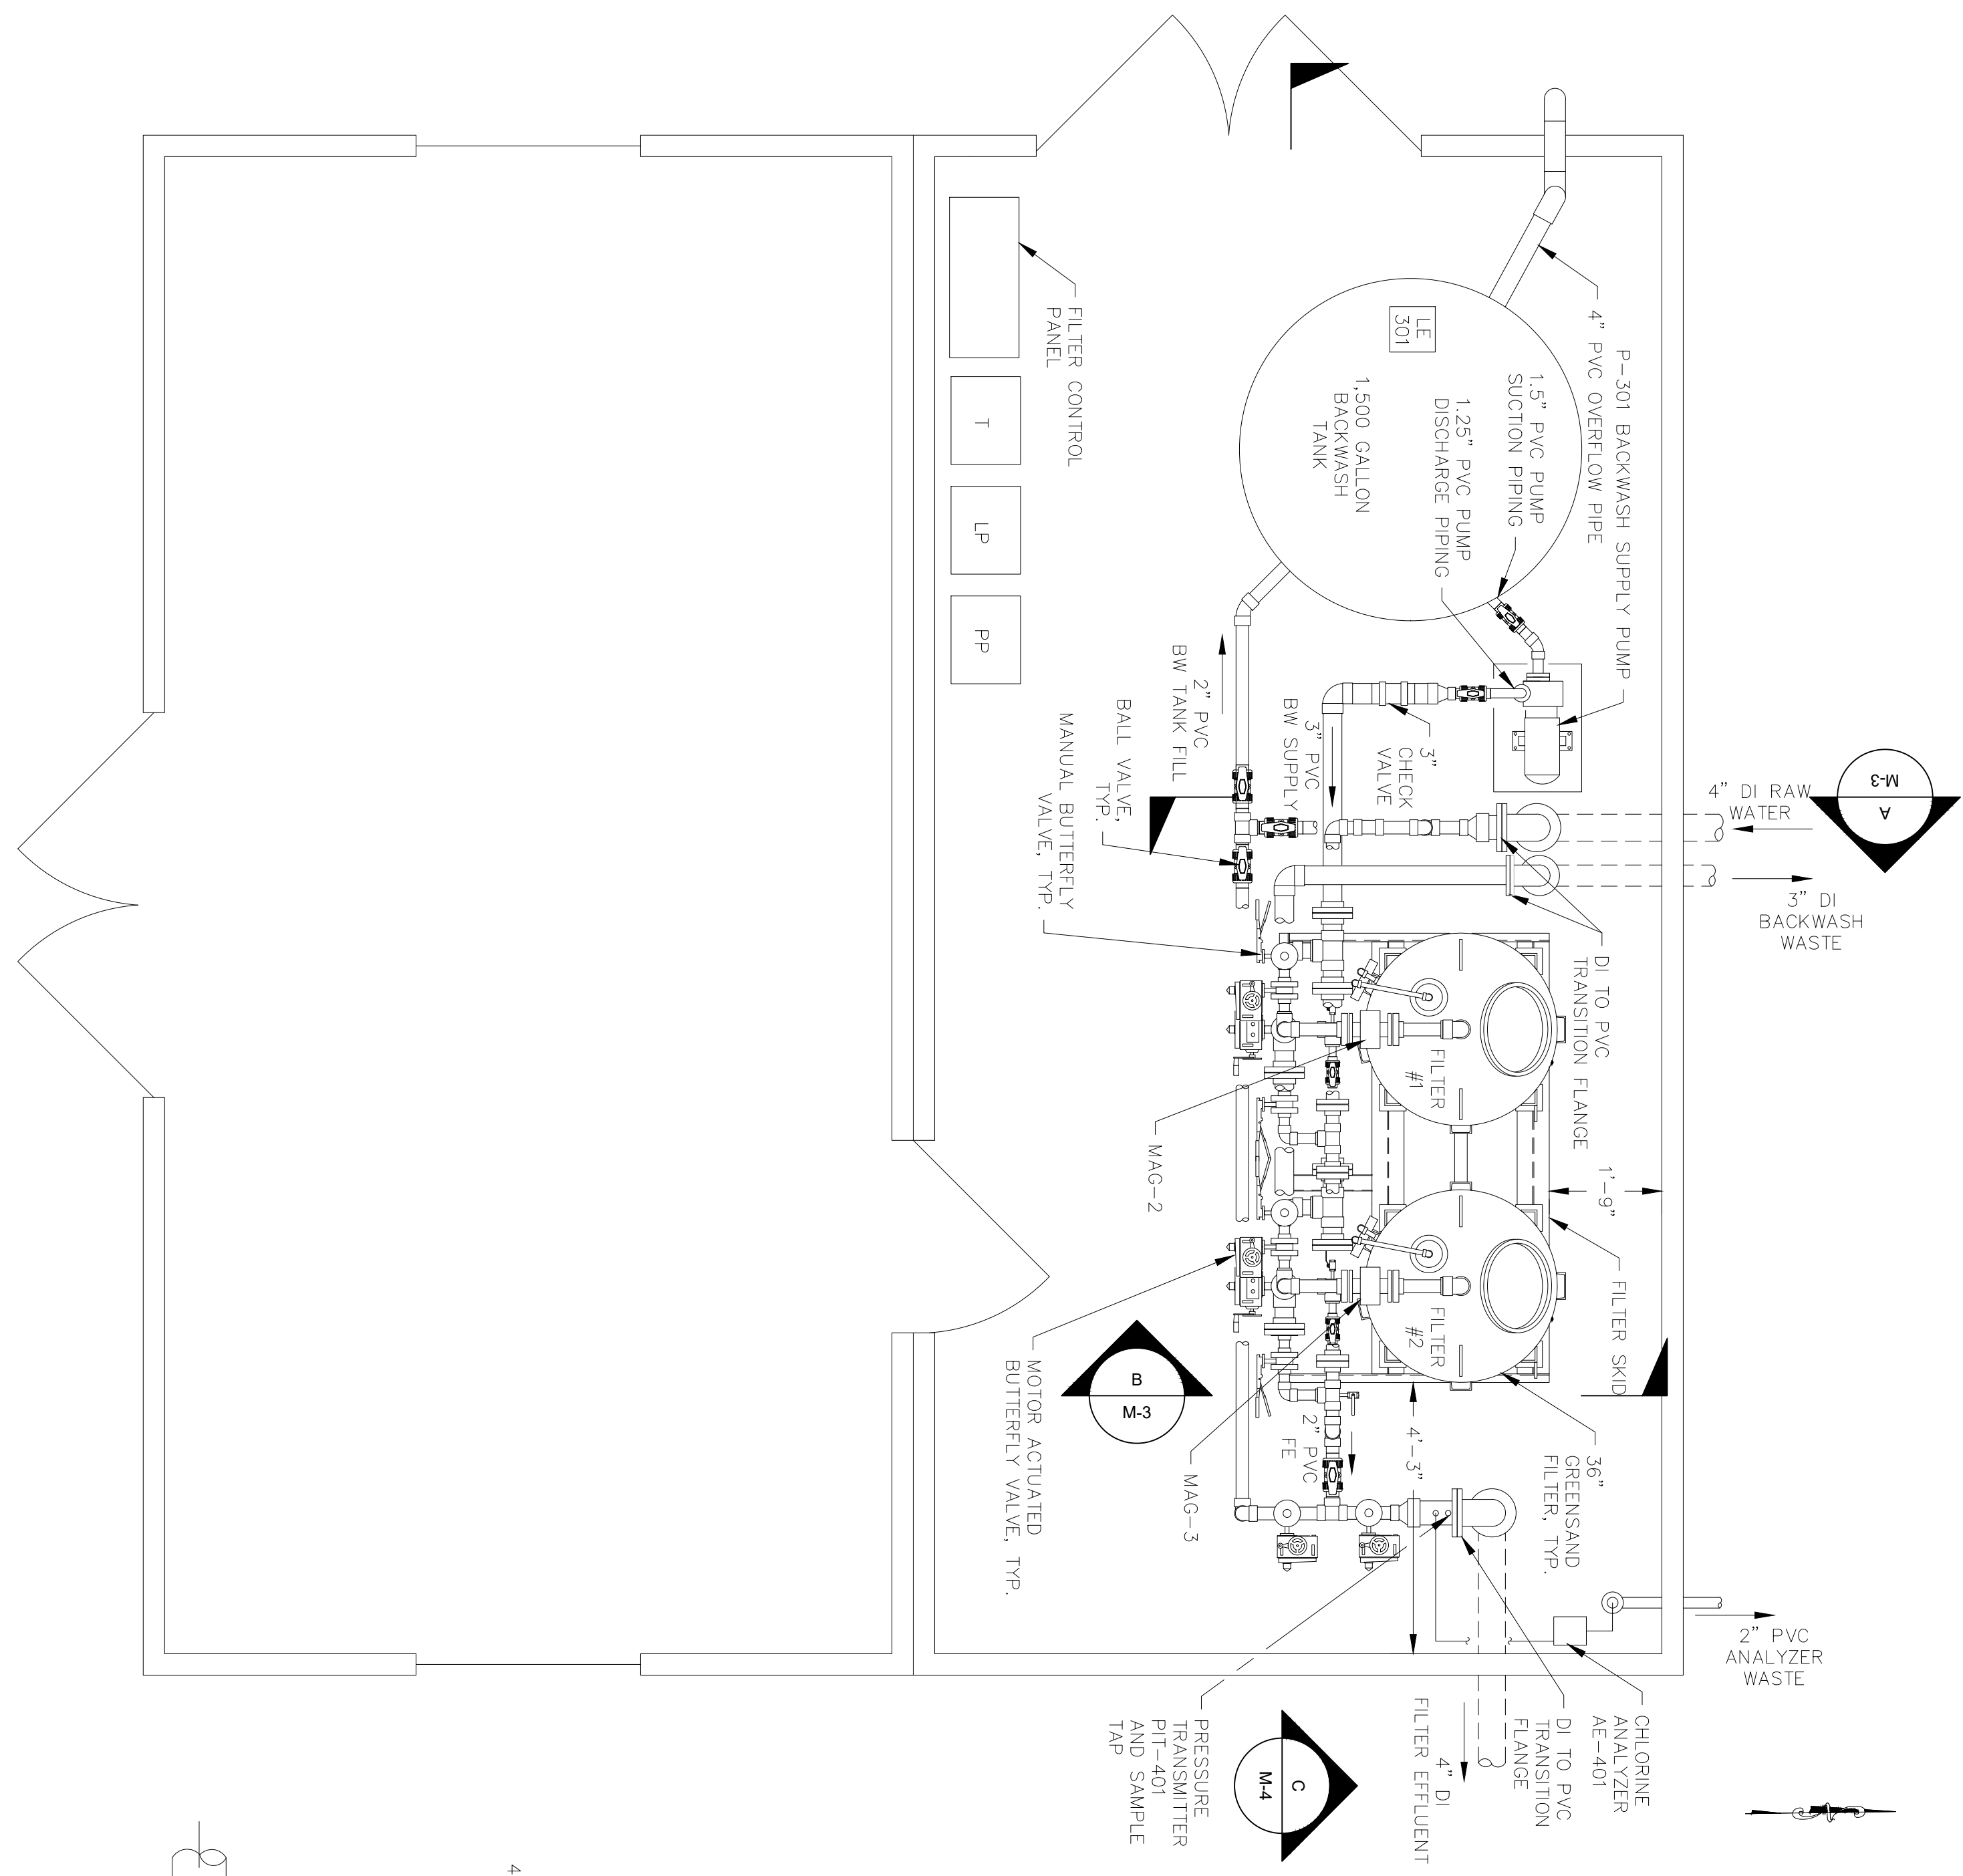 FILTER CONTROL
PANEL
T
LP
PP
LE
301
1,500 GALLON
BACKWASH
TANK
P-301 BACKWASH SUPPLY PUMP
4" PVC OVERFLOW PIPE
1.5" PVC PUMP
SUCTION PIPING
1.25" PVC PUMP
DISCHARGE PIPING
2" PVC
BW TANK FILL
BALL VALVE,
TYP.
MANUAL BUTTERFLY
VALVE, TYP.
3" PVC
BW SUPPLY
3"
CHECK
VALVE
4" DI RAW
WATER
A
M-3
3" DI
BACKWASH
WASTE
DI TO PVC
TRANSITION FLANGE
FILTER
#1
MAG-2
1'-9"
FILTER SKID
FILTER
#2
MOTOR ACTUATED
BUTTERFLY VALVE, TYP.
B
M-3
MAG-3
2" PVC
FE
4'-3"
36"
GREENSAND
FILTER, TYP.
2" PVC
ANALYZER
WASTE
PRESSURE
TRANSMITTER
PIT-401
AND SAMPLE
TAP
C
M-4
4" DI
FILTER EFFLUENT
DI TO PVC
TRANSITION
FLANGE
CHLORINE
ANALYZER
AE-401
4